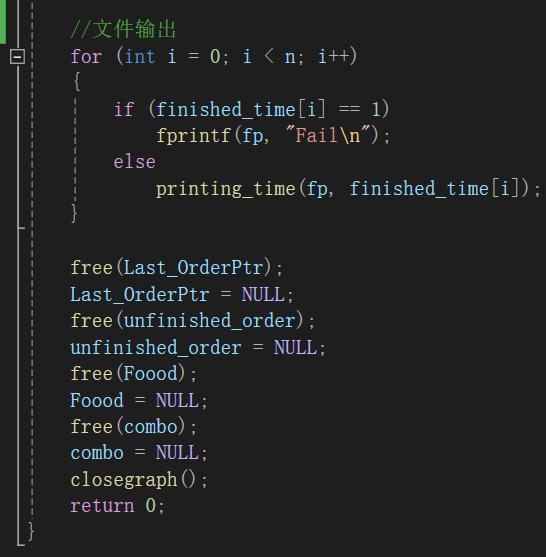 //文件输出
for (int i = 0; i < n; i++)
{
if (finished_time[i] == 1)
fprintf(fp, "Fail\n");
else
printing_time(fp, finished_time[i]);
}
free(Last_OrderPtr);
Last_OrderPtr = NULL;
free(unfinished_order);
unfinished_order = NULL;
free(Foood);
Foood = NULL;
free(combo);
combo = NULL;
closegraph();
return 0;
}